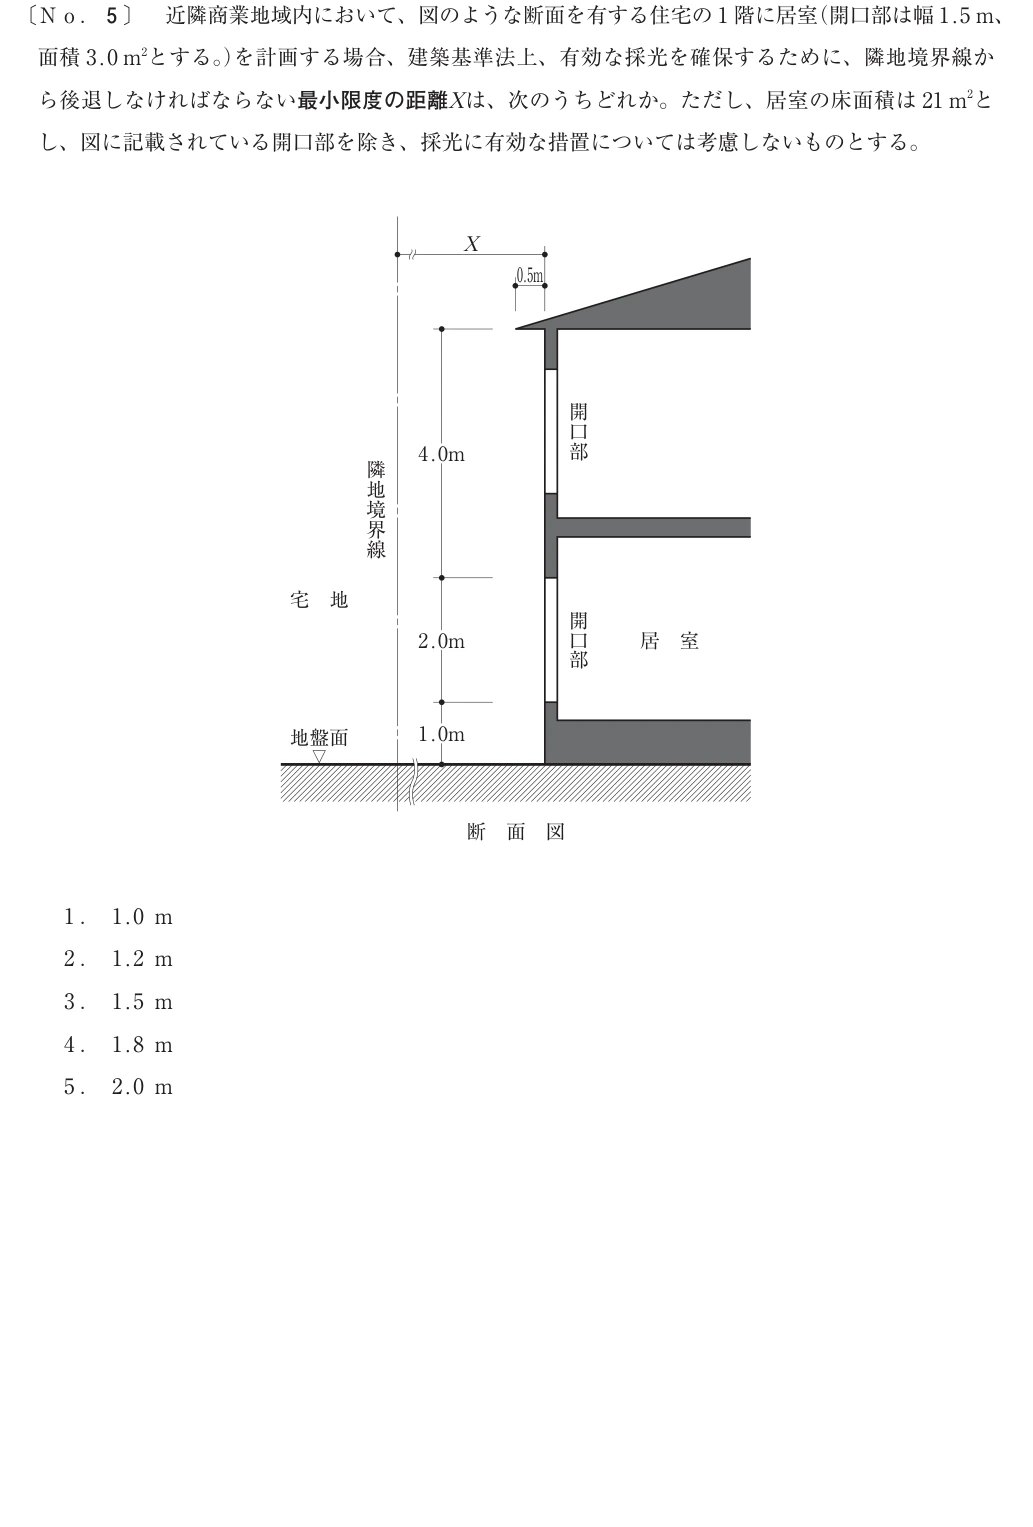 〔Ｎｏ．５〕　近隣商業地域内において、図のような断面を有する住宅の１階に居室(開口部は幅1.5ｍ、
面積3.0ｍ²とする。)を計画する場合、建築基準法上、有効な採光を確保するために、隣地境界線か
ら後退しなければならない最小限度の距離Xは、次のうちどれか。ただし、居室の床面積は21ｍ²と
し、図に記載されている開口部を除き、採光に有効な措置については考慮しないものとする。
X
0.5m
開口部
4.0m
隣地境界線
宅　地
開口部
2.0m
居　室
地盤面
1.0m
断　面　図
１．　1.0 ｍ
２．　1.2 ｍ
３．　1.5 ｍ
４．　1.8 ｍ
５．　2.0 ｍ